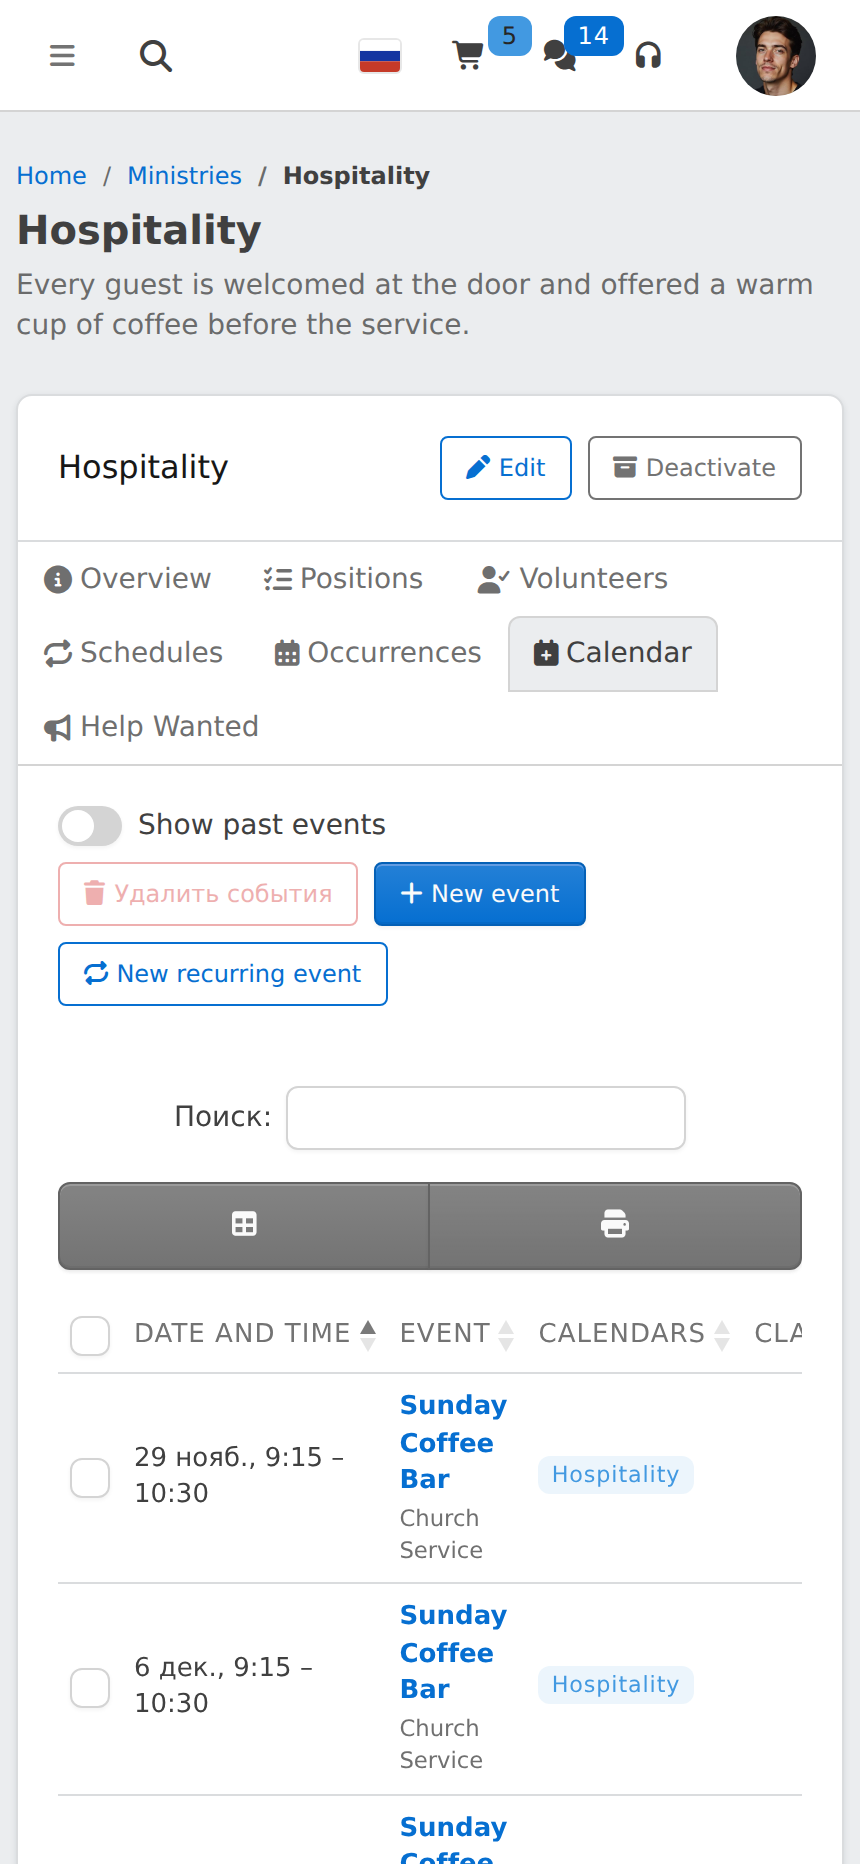 5
14
Home / Ministries / Hospitality
Hospitality
Every guest is welcomed at the door and offered a warm
cup of coffee before the service.
Hospitality
Edit
Deactivate
Overview
Positions
Volunteers
Schedules
Occurrences
Calendar
Help Wanted
Show past events
Удалить события
New event
New recurring event
Поиск:
DATE AND TIME
EVENT
CALENDARS
CLA
29 нояб., 9:15 –
10:30
Sunday
Coffee
Bar
Church
Service
Hospitality
6 дек., 9:15 –
10:30
Sunday
Coffee
Bar
Church
Service
Hospitality
Sunday
Coffee